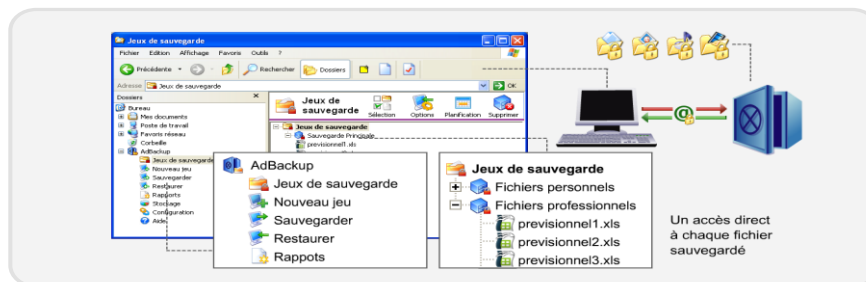 Jeux de sauvegarde
Fichier Edition Affichage Favoris Outils ?
Précédente Rechercher Dossiers
Adresse Jeux de sauvegarde OK
Dossiers
Bureau
Mes documents
Poste de travail
Favoris réseau
Corbeille
AdBackup
Jeux de sauvegarde
Nouveau jeu
Sauvegarder
Restaurer
Rapports
Stockage
Configuration
Aide
Jeux de sauvegarde
Sélection Options Planification Supprimer
Jeux de sauvegarde
Sauvegarde Principale
previsionnel1.xls
AdBackup
Jeux de sauvegarde
Nouveau jeu
Sauvegarder
Restaurer
Rappots
Jeux de sauvegarde
Fichiers personnels
Fichiers professionnels
previsionnel1.xls
previsionnel2.xls
previsionnel3.xls
@
Un accès direct
à chaque fichier
sauvegardé